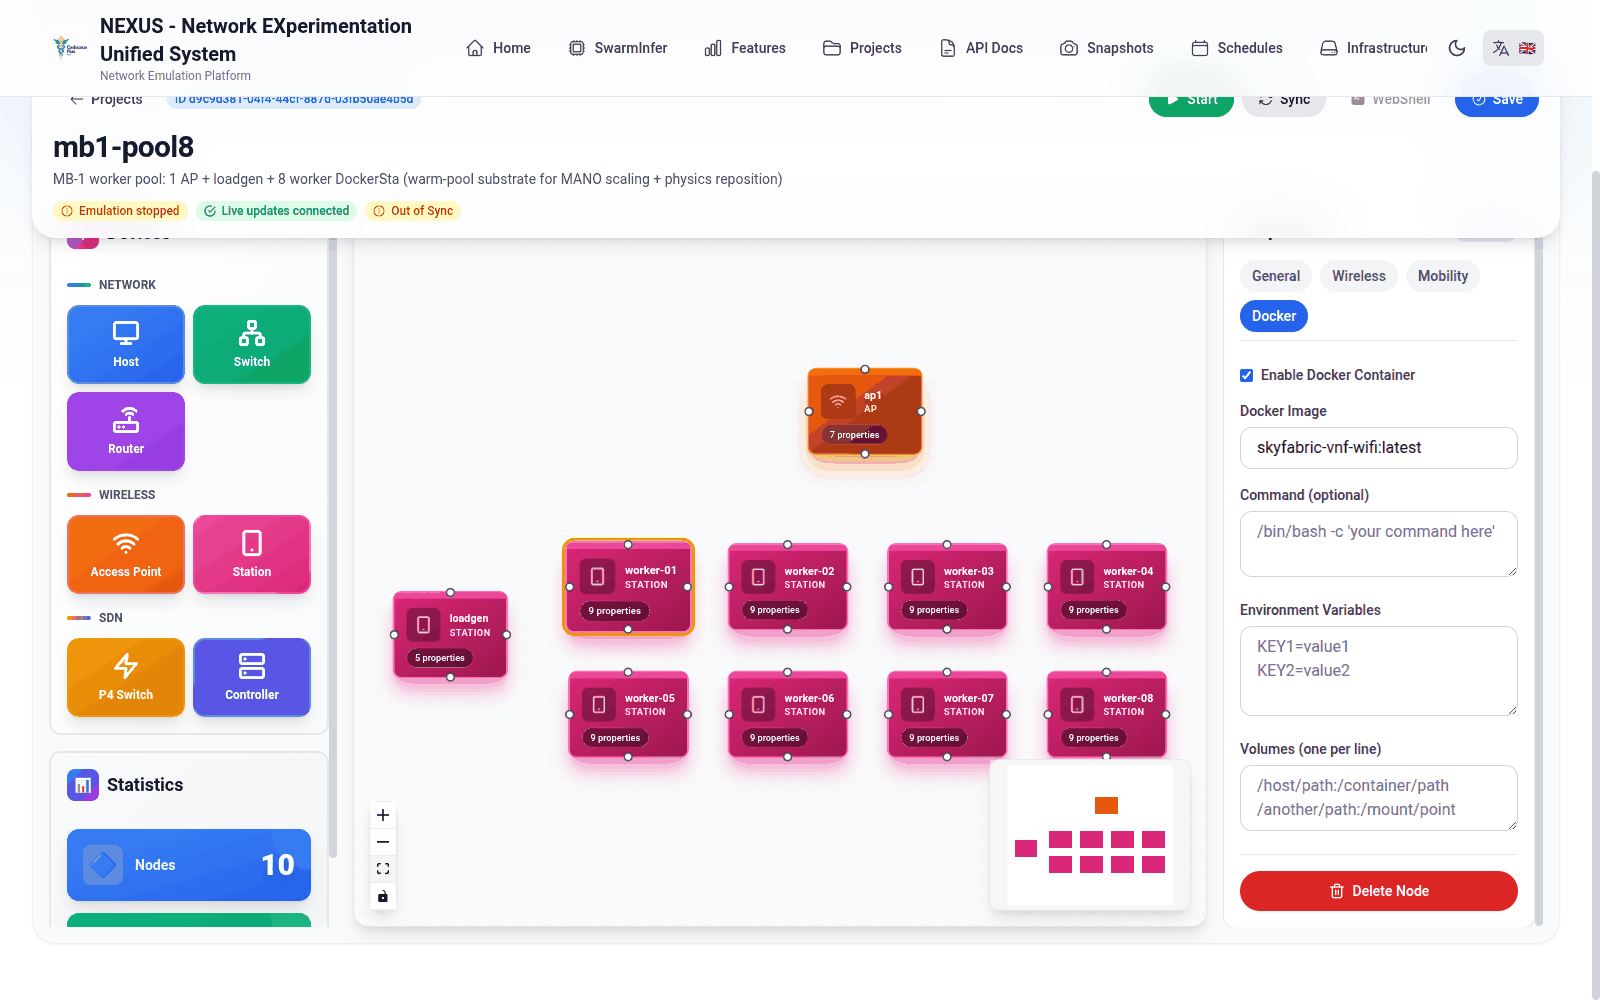 NEXUS - Network EXperimentation
Unified System
Network Emulation Platform
Home
SwarmInfer
Features
Projects
API Docs
Snapshots
Schedules
Infrastructur
Projects
ID d9c9d381-04f4-44cf-887d-03fb50ae4b5d
Start
Sync
WebShell
Save
mb1-pool8
MB-1 worker pool: 1 AP + loadgen + 8 worker DockerSta (warm-pool substrate for MANO scaling + physics reposition)
Emulation stopped
Live updates connected
Out of Sync
NETWORK
Host
Switch
Router
WIRELESS
Access Point
Station
SDN
P4 Switch
Controller
Statistics
Nodes
10
ap1
AP
7 properties
loadgen
STATION
5 properties
worker-01
STATION
9 properties
worker-02
STATION
9 properties
worker-03
STATION
9 properties
worker-04
STATION
9 properties
worker-05
STATION
9 properties
worker-06
STATION
9 properties
worker-07
STATION
9 properties
worker-08
STATION
9 properties
General
Wireless
Mobility
Docker
Enable Docker Container
Docker Image
skyfabric-vnf-wifi:latest
Command (optional)
/bin/bash -c 'your command here'
Environment Variables
KEY1=value1
KEY2=value2
Volumes (one per line)
/host/path:/container/path
/another/path:/mount/point
Delete Node